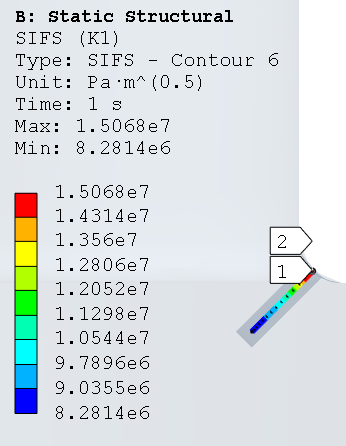 B: Static Structural
SIFS (K1)
Type: SIFS - Contour 6
Unit: Pa·m^(0.5)
Time: 1 s
Max: 1.5068e7
Min: 8.2814e6
1.5068e7
1.4314e7
1.356e7
1.2806e7
1.2052e7
1.1298e7
1.0544e7
9.7896e6
9.0355e6
8.2814e6
2
1